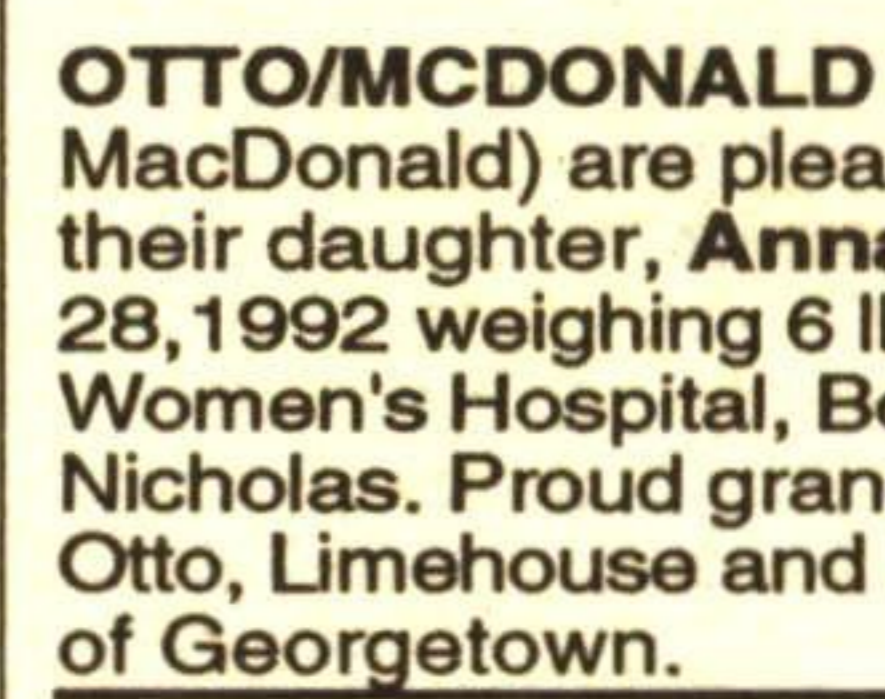 OTTO/MCDONALD
MacDonald) are
their daughter,
28,1992 weighing 6
Women's Hospital,
Nicholas. Proud
Otto, Limehouse and
of Georgetown.